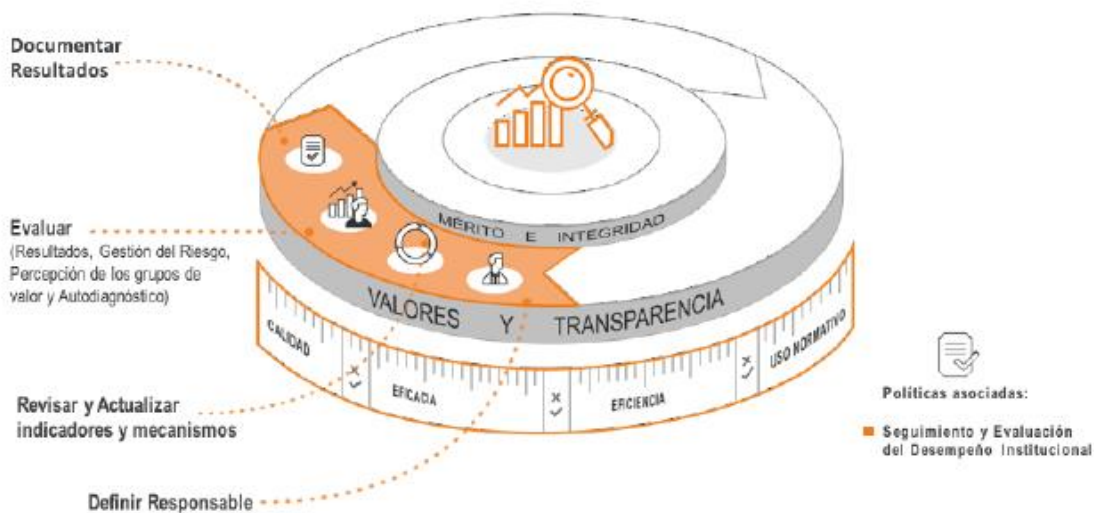 Documentar
Resultados
Evaluar
(Resultados, Gestión del Riesgo,
Percepción de los grupos de
valor y Autodiagnóstico)
MÉRITO E INTEGRIDAD
VALORES Y TRANSPARENCIA
CALIDAD
EFICACIA
EFICIENCIA
USO NORMATIVO
Revisar y Actualizar
indicadores y mecanismos
Definir Responsable
Políticas asociadas:
Seguimiento y Evaluación
del Desempeño Institucional